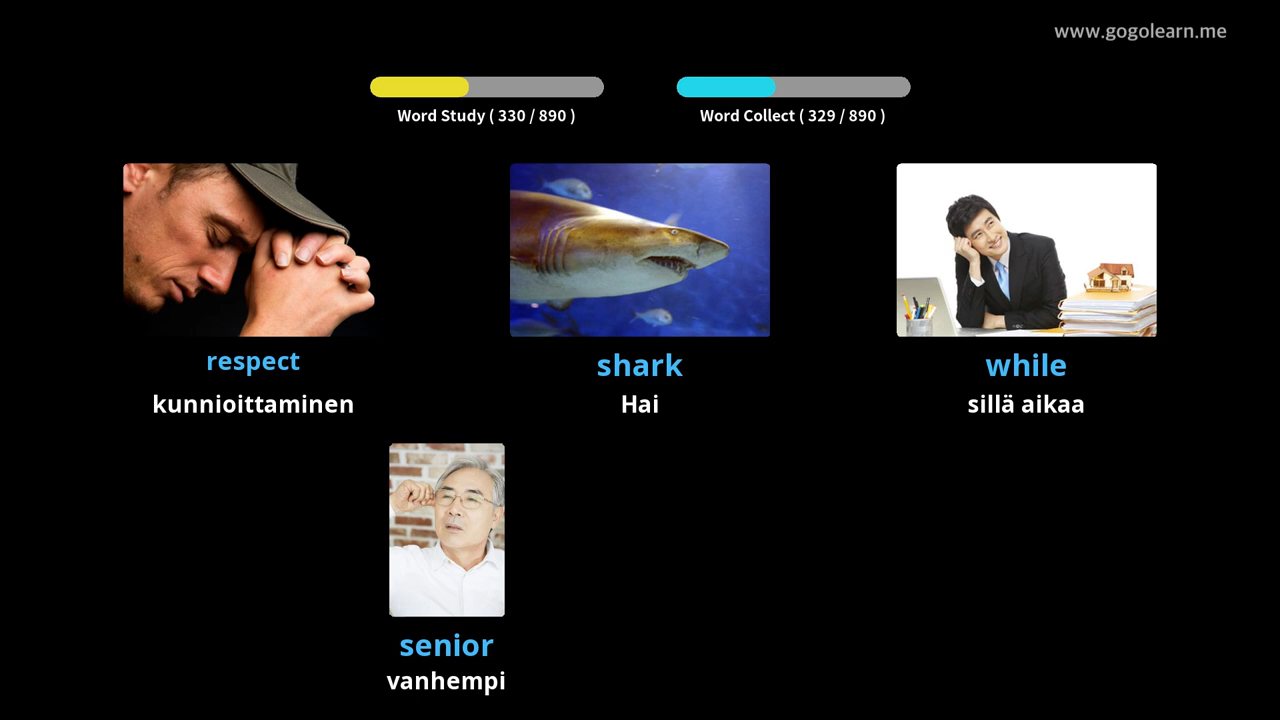 www.gogolearn.me
Word Study ( 330 / 890 )
Word Collect ( 329 / 890 )
respect
kunnioittaminen
shark
Hai
while
sillä aikaa
senior
vanhempi